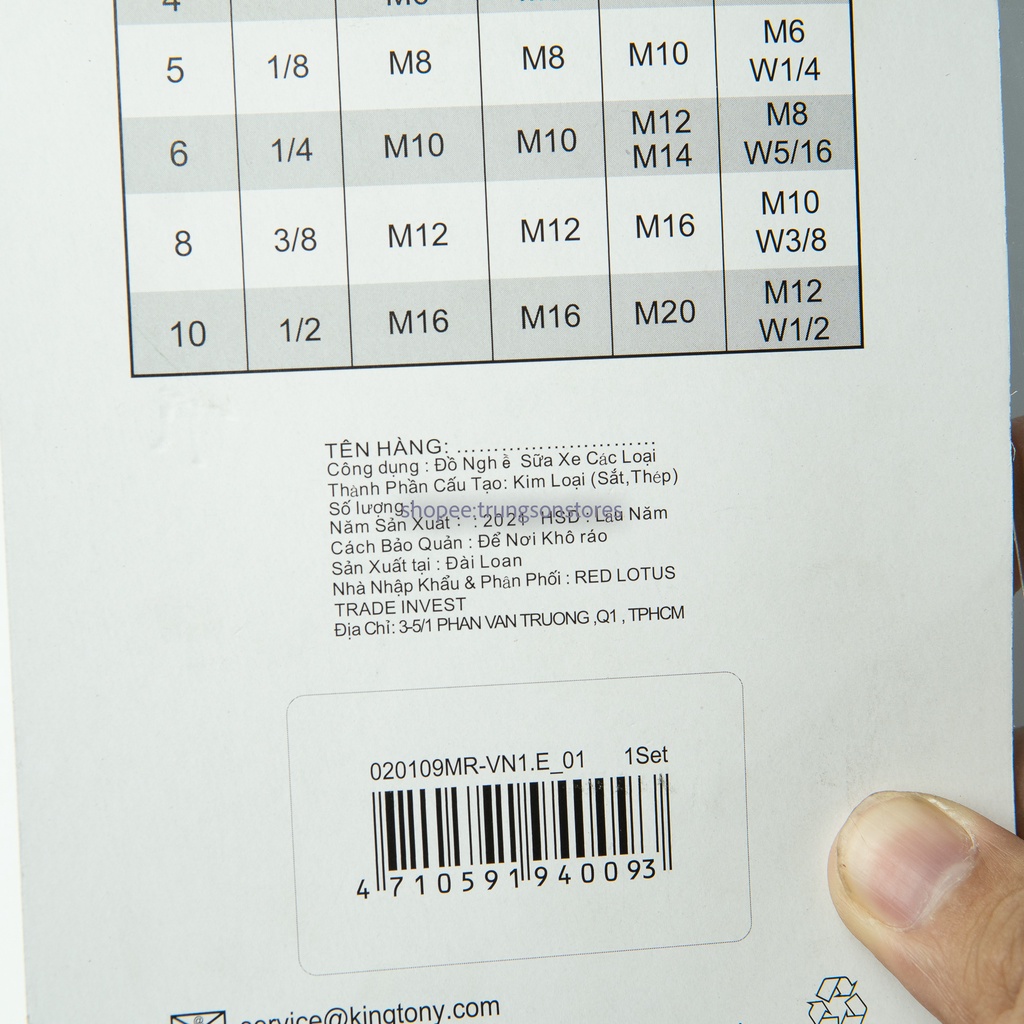 4
5 1/8 M8 M8 M10 M6 W1/4
6 1/4 M10 M10 M12 M14 M8 W5/16
8 3/8 M12 M12 M16 M10 W3/8
10 1/2 M16 M16 M20 M12 W1/2
TÊN HÀNG: ............................
Công dụng : Đồ Nghề Sữa Xe Các Loại
Thành Phần Cấu Tạo: Kim Loại (Sắt,Thép)
Số lượng
shopee:trungsonstores
Năm Sản Xuất : : 2021 HSD : Lâu Năm
Cách Bảo Quản : Để Nơi Khô ráo
Sản Xuất tại : Đài Loan
Nhà Nhập Khẩu & Phân Phối : RED LOTUS
TRADE INVEST
Địa Chỉ: 3-5/1 PHAN VAN TRUONG ,Q1 , TPHCM
020109MR-VN1.E_01 1Set
4 710591 940093
service@kingtony.com